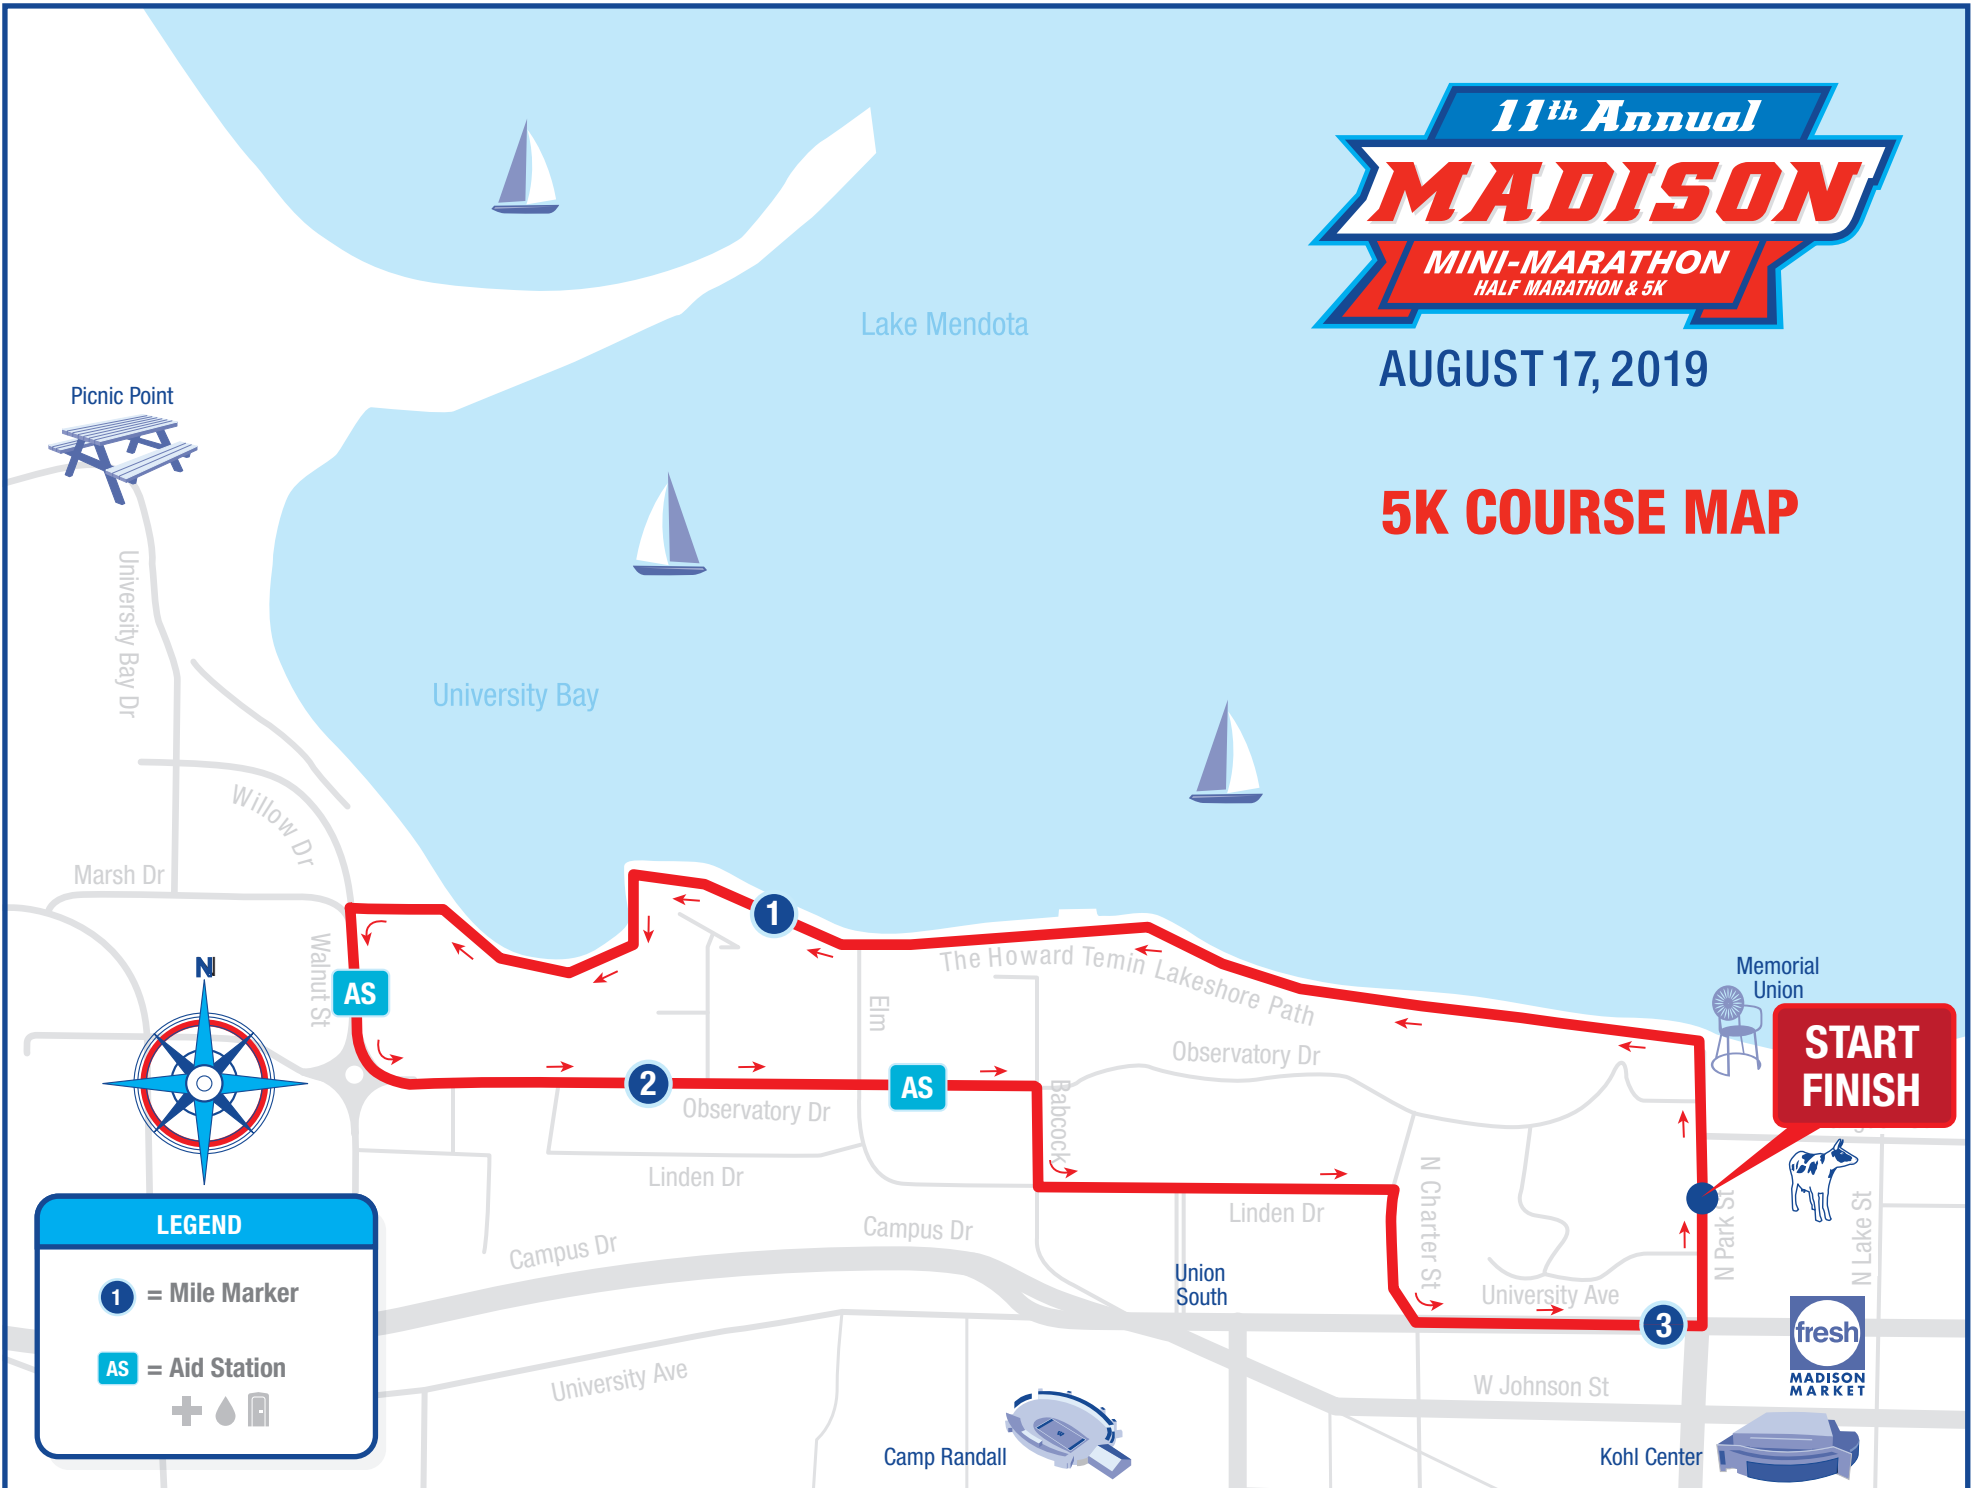 11th Annual
MADISON
MINI-MARATHON
HALF MARATHON & 5K
AUGUST 17, 2019
5K COURSE MAP
Lake Mendota
Picnic Point
University Bay Dr
University Bay
Willow Dr
Marsh Dr
Walnut St
N
AS
1
The Howard Temin Lakeshore Path
Elm
Memorial
Union
START
FINISH
Observatory Dr
2
Observatory Dr
AS
Babcock
Linden Dr
Linden Dr
N Charter St
N Park St
N Lake St
Campus Dr
Campus Dr
Union
South
University Ave
3
fresh
MADISON
MARKET
University Ave
W Johnson St
Camp Randall
Kohl Center
LEGEND
1 = Mile Marker
AS = Aid Station